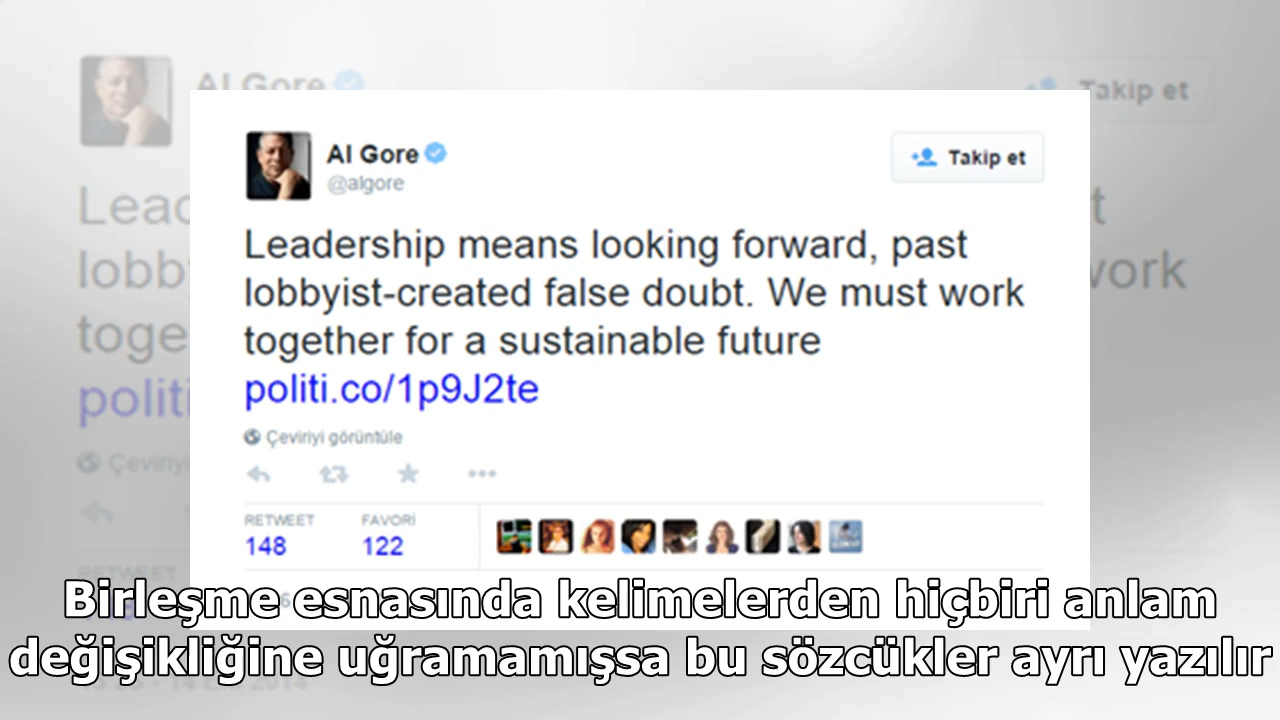 Al Gore
@algore
Takip et
Leadership means looking forward, past
lobbyist-created false doubt. We must work
together for a sustainable future
politi.co/1p9J2te
Çeviriyi görüntüle
RETWEET
FAVORİ
148
122
Birleşme esnasında kelimelerden hiçbiri anlam
değişikliğine uğramamışsa bu sözcükler ayrı yazılır